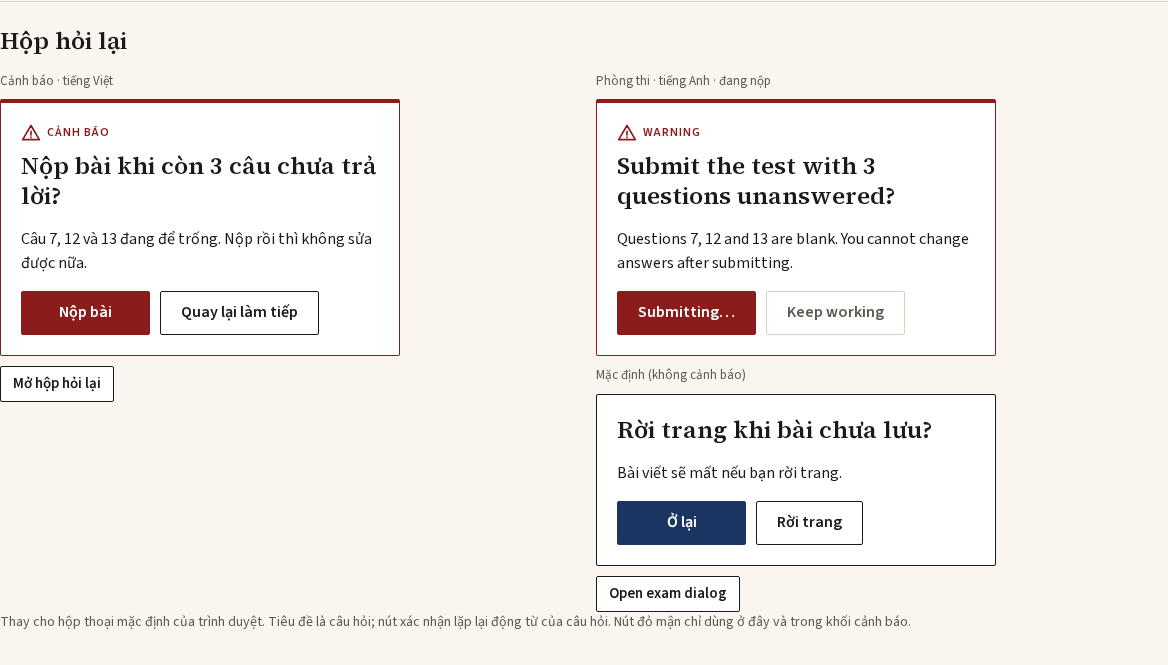 Hộp hỏi lại
Cảnh báo · tiếng Việt
CẢNH BÁO
Nộp bài khi còn 3 câu chưa trả
lời?
Câu 7, 12 và 13 đang để trống. Nộp rồi thì không sửa
được nữa.
Nộp bài
Quay lại làm tiếp
Mở hộp hỏi lại
Phòng thi · tiếng Anh · đang nộp
WARNING
Submit the test with 3
questions unanswered?
Questions 7, 12 and 13 are blank. You cannot change
answers after submitting.
Submitting…
Keep working
Mặc định (không cảnh báo)
Rời trang khi bài chưa lưu?
Bài viết sẽ mất nếu bạn rời trang.
Ở lại
Rời trang
Open exam dialog
Thay cho hộp thoại mặc định của trình duyệt. Tiêu đề là câu hỏi; nút xác nhận lặp lại động từ của câu hỏi. Nút đỏ mận chỉ dùng ở đây và trong khối cảnh báo.